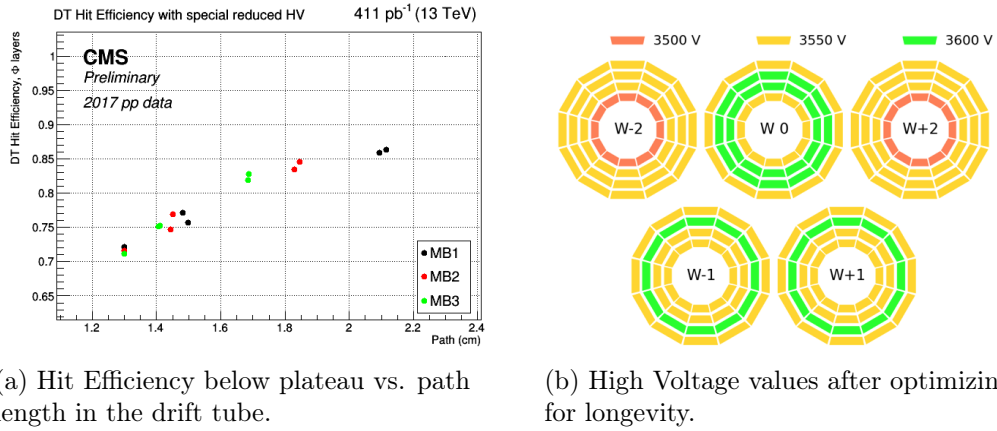 DT Hit Efficiency with special reduced HV 411 pb⁻¹ (13 TeV)
DT Hit Efficiency, Φ layers
1
0.95
0.9
0.85
0.8
0.75
0.7
0.65
CMS
Preliminary
2017 pp data
MB1
MB2
MB3
1.2 1.4 1.6 1.8 2 2.2 2.4
Path (cm)
3500 V 3550 V 3600 V
W-2 W 0 W+2
W-1 W+1
a) Hit Efficiency below plateau vs. path
ength in the drift tube.
(b) High Voltage values after optimizin
for longevity.